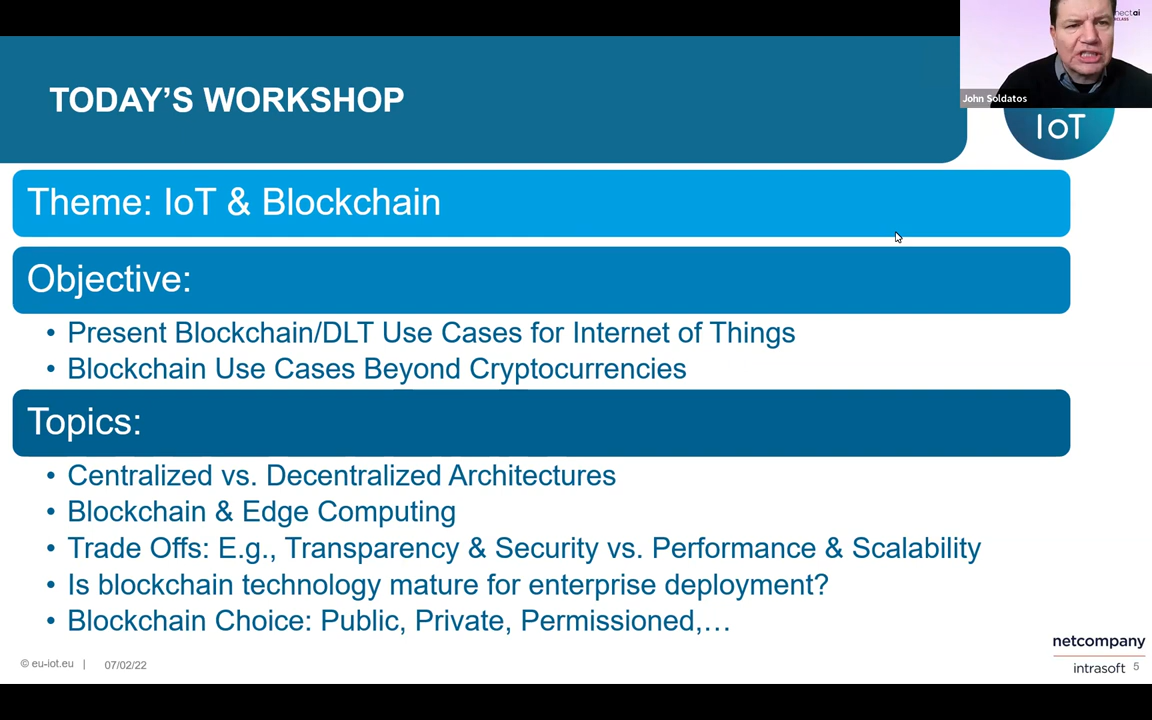 nectai
TODAY'S WORKSHOP
John Soldatos
IoT
Theme: IoT & Blockchain
Objective:
• Present Blockchain/DLT Use Cases for Internet of Things
• Blockchain Use Cases Beyond Cryptocurrencies
Topics:
• Centralized vs. Decentralized Architectures
• Blockchain & Edge Computing
• Trade Offs: E.g., Transparency & Security vs. Performance & Scalability
• Is blockchain technology mature for enterprise deployment?
• Blockchain Choice: Public, Private, Permissioned,…
© eu-iot.eu |
07/02/22
netcompany
intrasoft 5